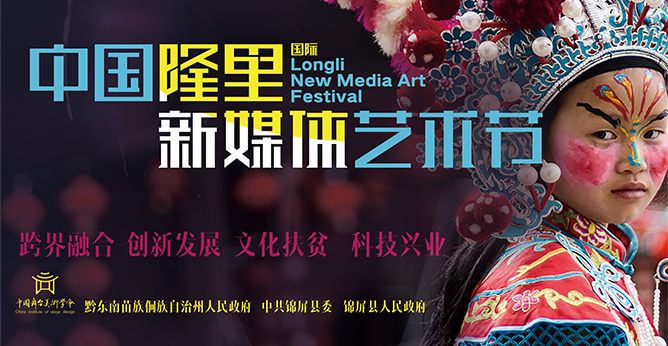 中国隆里 国际
Longli
New Media Art
Festival
新媒体艺术节
跨界融合 创新发展 文化扶贫 科技兴业
中国舞台美术学会
China Institute of stage design
黔东南苗族侗族自治州人民政府 中共锦屏县委 锦屏县人民政府